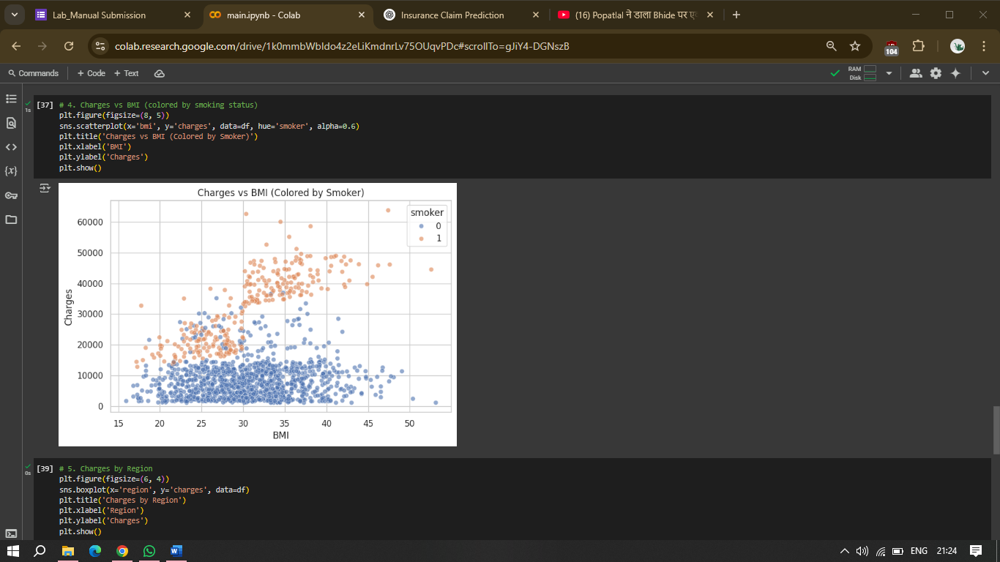 Lab_Manual Submission
main.ipynb - Colab
Insurance Claim Prediction
(16) Popatlal ने डाला Bhide पर
colab.research.google.com/drive/1k0mmbWbIdo4z2eLiKmdnrLv75OUqvPDc#scrollTo=gJiY4-DGNszB
104
Commands
+ Code
+ Text
RAM
Disk
[37]
1s
# 4. Charges vs BMI (colored by smoking status)
plt.figure(figsize=(8, 5))
sns.scatterplot(x='bmi', y='charges', data=df, hue='smoker', alpha=0.6)
plt.title('Charges vs BMI (Colored by Smoker)')
plt.xlabel('BMI')
plt.ylabel('Charges')
plt.show()
Charges vs BMI (Colored by Smoker)
smoker
0
1
60000
50000
40000
30000
20000
10000
0
Charges
15 20 25 30 35 40 45 50
BMI
[39]
0s
# 5. Charges by Region
plt.figure(figsize=(6, 4))
sns.boxplot(x='region', y='charges', data=df)
plt.title('Charges by Region')
plt.xlabel('Region')
plt.ylabel('Charges')
plt.show()
ENG
21:24